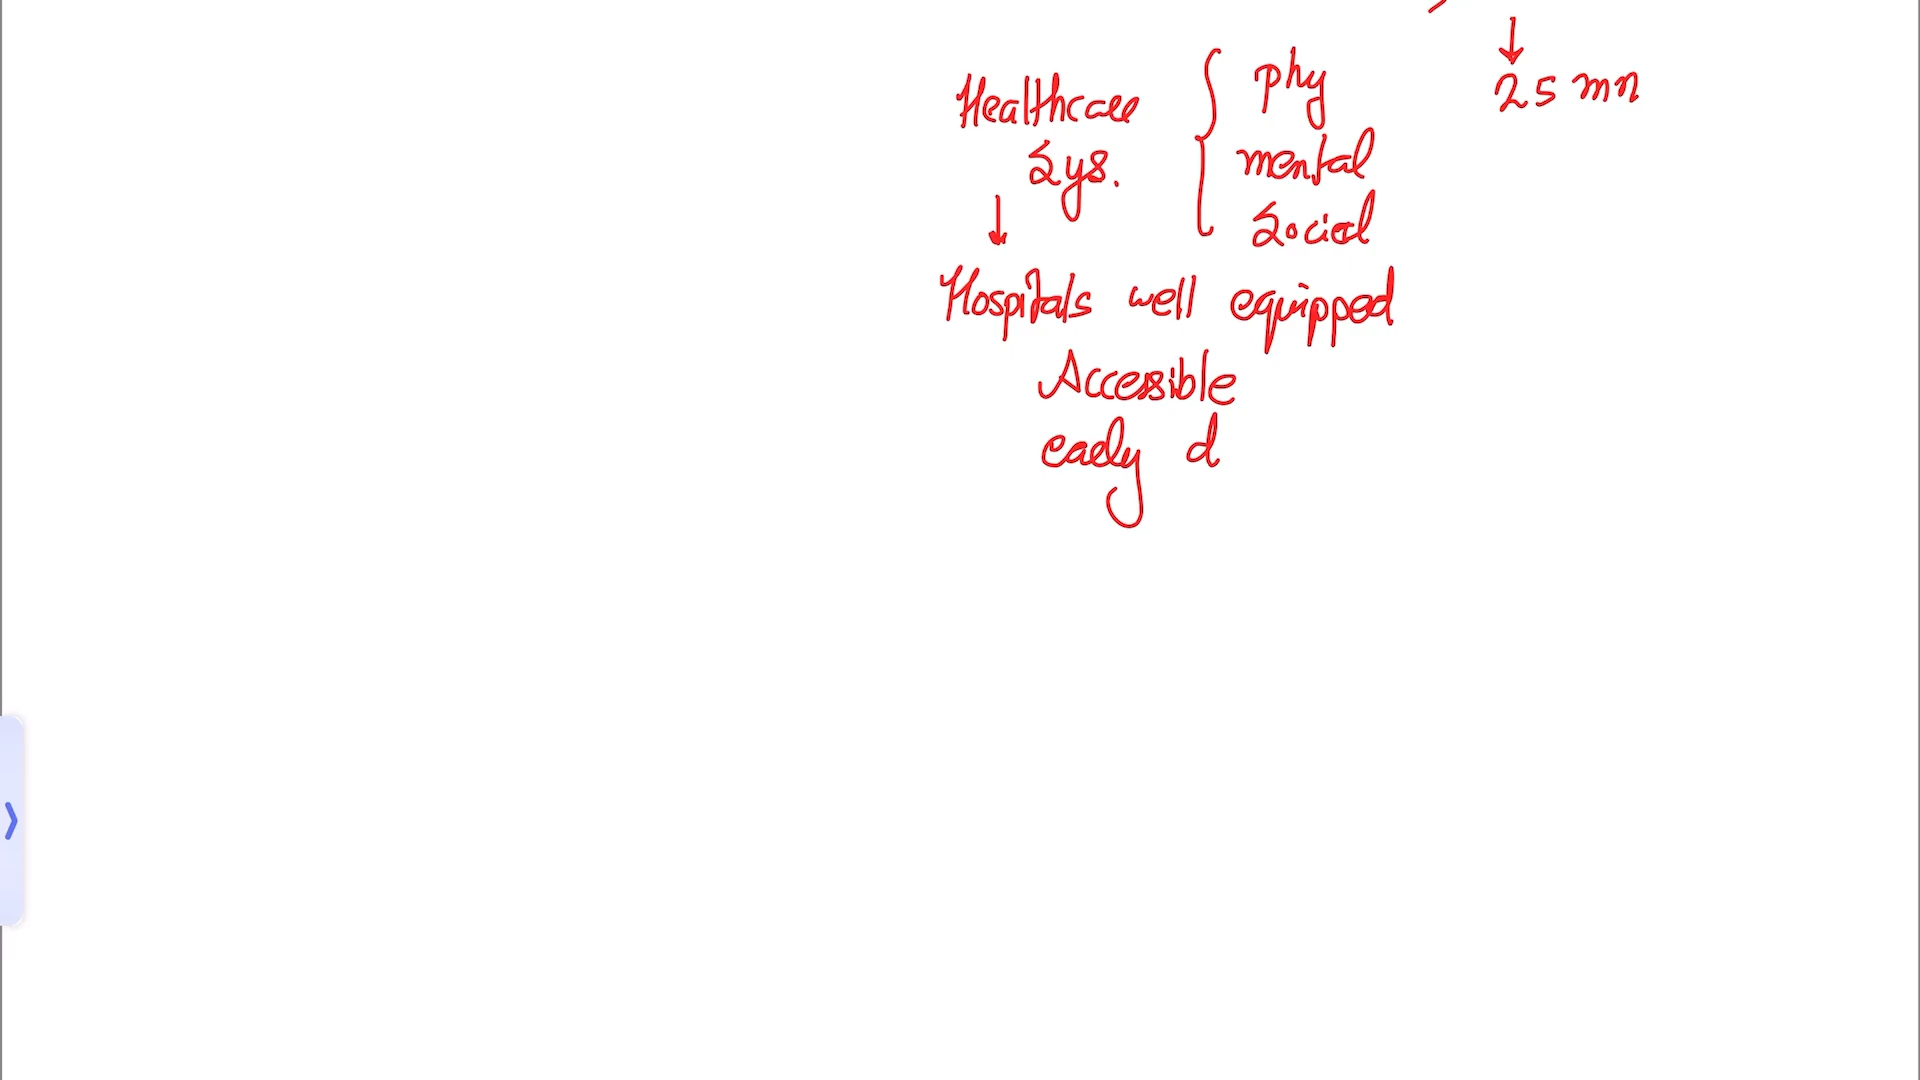 Healthcare
Sys.
phy
mental
Social
25 mn
Hospitals well equipped
Accessible
early d